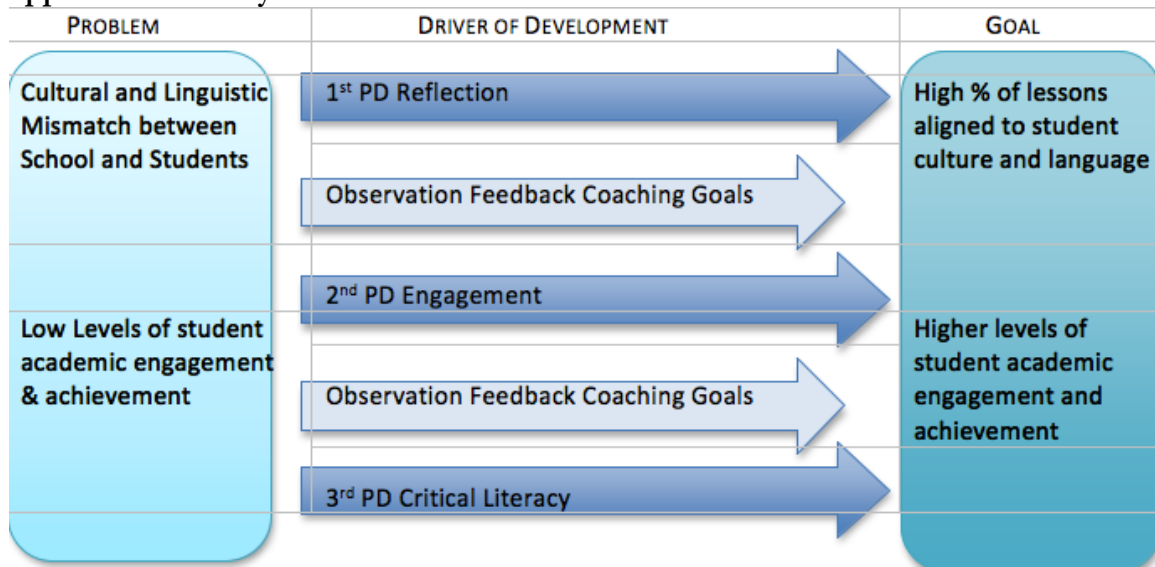 PROBLEM
DRIVER OF DEVELOPMENT
GOAL
Cultural and Linguistic
Mismatch between
School and Students
Low Levels of student
academic engagement
& achievement
1st PD Reflection
Observation Feedback Coaching Goals
2nd PD Engagement
Observation Feedback Coaching Goals
3rd PD Critical Literacy
High % of lessons
aligned to student
culture and language
Higher levels of
student academic
engagement and
achievement